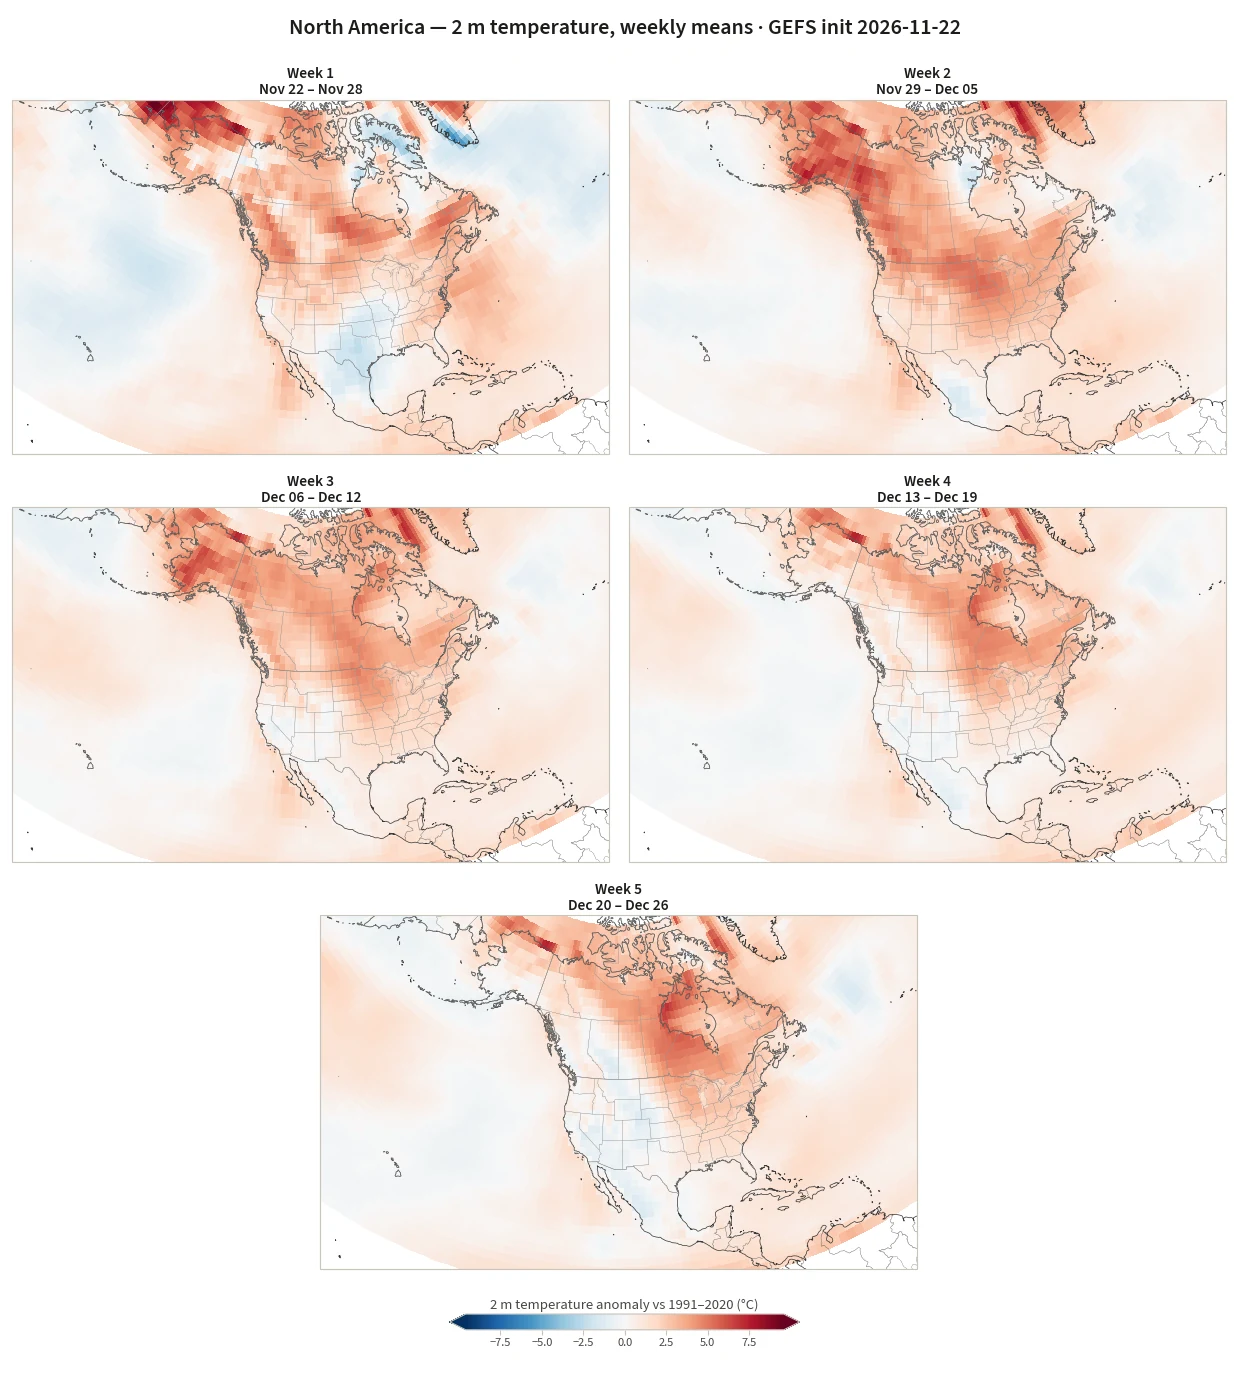 North America — 2 m temperature, weekly means · GEFS init 2026-11-22
Week 1
Nov 22 – Nov 28
Week 2
Nov 29 – Dec 05
Week 3
Dec 06 – Dec 12
Week 4
Dec 13 – Dec 19
Week 5
Dec 20 – Dec 26
2 m temperature anomaly vs 1991–2020 (°C)
−7.5 −5.0 −2.5 0.0 2.5 5.0 7.5